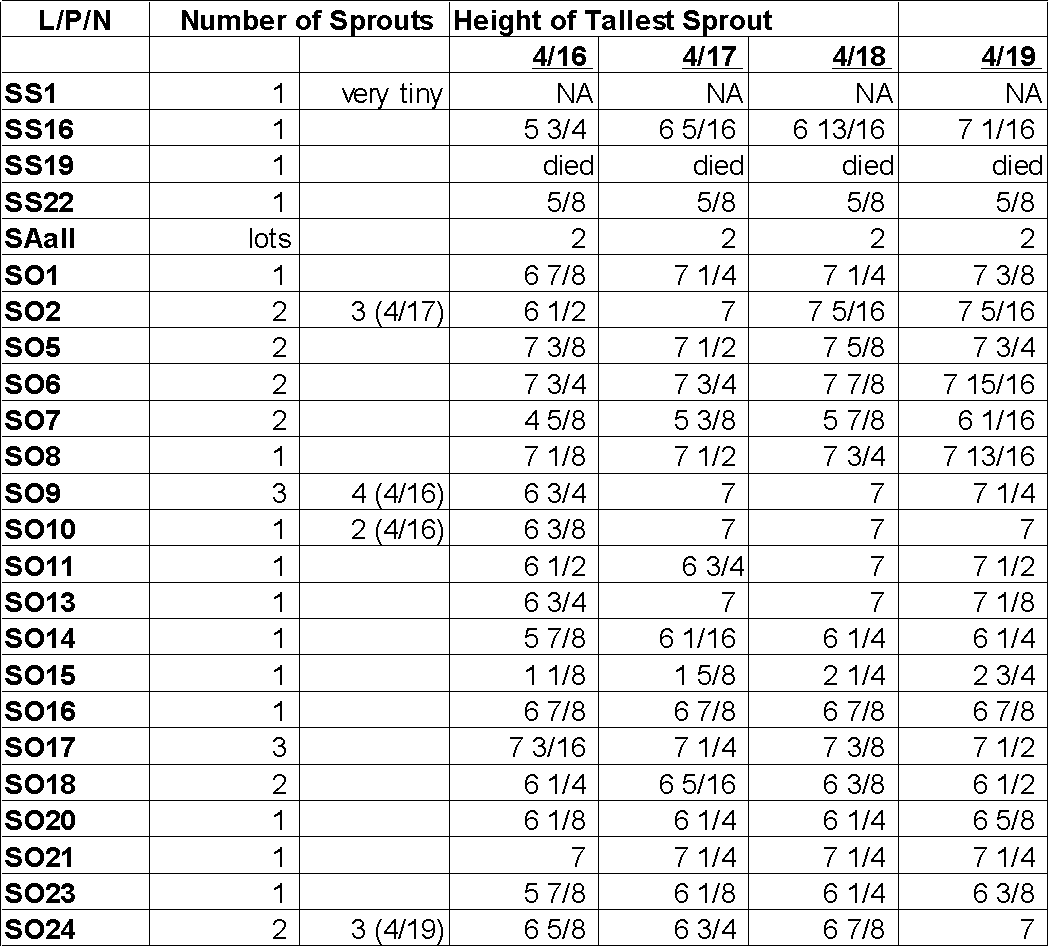 L/P/N Number of Sprouts Height of Tallest Sprout
4/16 4/17 4/18 4/19
SS1 1 very tiny NA NA NA NA
SS16 1 5 3/4 6 5/16 6 13/16 7 1/16
SS19 1 died died died died
SS22 1 5/8 5/8 5/8 5/8
SAall lots 2 2 2 2
SO1 1 6 7/8 7 1/4 7 1/4 7 3/8
SO2 2 3 (4/17) 6 1/2 7 7 5/16 7 5/16
SO5 2 7 3/8 7 1/2 7 5/8 7 3/4
SO6 2 7 3/4 7 3/4 7 7/8 7 15/16
SO7 2 4 5/8 5 3/8 5 7/8 6 1/16
SO8 1 7 1/8 7 1/2 7 3/4 7 13/16
SO9 3 4 (4/16) 6 3/4 7 7 7 1/4
SO10 1 2 (4/16) 6 3/8 7 7 7
SO11 1 6 1/2 6 3/4 7 7 1/2
SO13 1 6 3/4 7 7 7 1/8
SO14 1 5 7/8 6 1/16 6 1/4 6 1/4
SO15 1 1 1/8 1 5/8 2 1/4 2 3/4
SO16 1 6 7/8 6 7/8 6 7/8 6 7/8
SO17 3 7 3/16 7 1/4 7 3/8 7 1/2
SO18 2 6 1/4 6 5/16 6 3/8 6 1/2
SO20 1 6 1/8 6 1/4 6 1/4 6 5/8
SO21 1 7 7 1/4 7 1/4 7 1/4
SO23 1 5 7/8 6 1/8 6 1/4 6 3/8
SO24 2 3 (4/19) 6 5/8 6 3/4 6 7/8 7